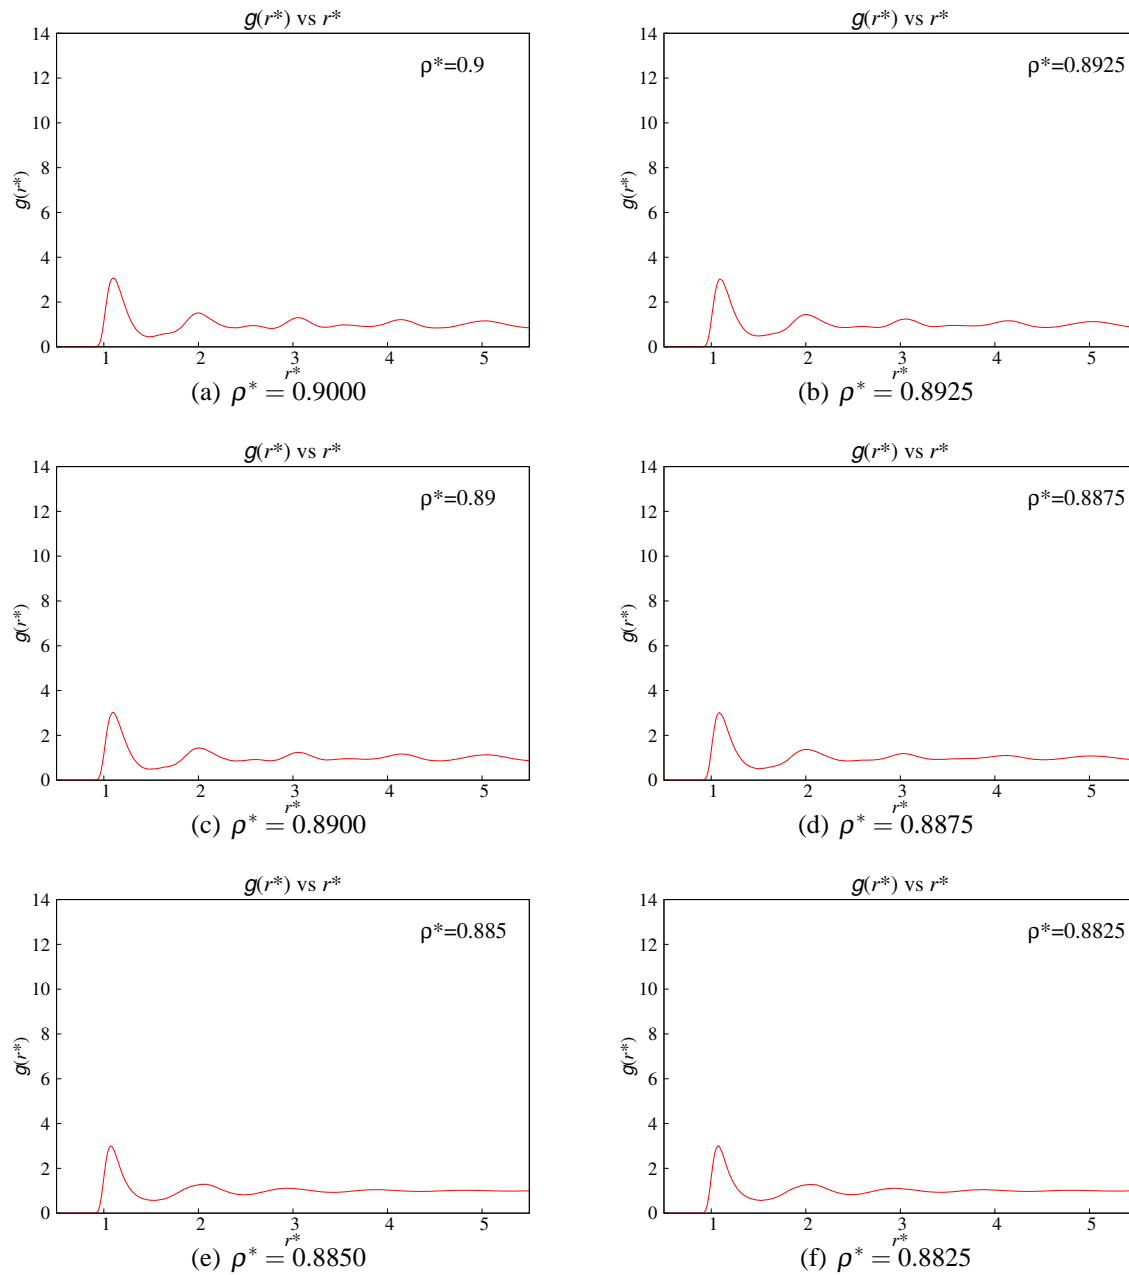 g(r*) vs r*
14
12
10
8
6
4
2
0
g(r*)
ρ*=0.9
1 2 3 4 5
r*
(a) ρ* = 0.9000
g(r*) vs r*
14
12
10
8
6
4
2
0
g(r*)
ρ*=0.8925
1 2 3 4 5
r*
(b) ρ* = 0.8925
g(r*) vs r*
14
12
10
8
6
4
2
0
g(r*)
ρ*=0.89
1 2 3 4 5
r*
(c) ρ* = 0.8900
g(r*) vs r*
14
12
10
8
6
4
2
0
g(r*)
ρ*=0.8875
1 2 3 4 5
r*
(d) ρ* = 0.8875
g(r*) vs r*
14
12
10
8
6
4
2
0
g(r*)
ρ*=0.885
1 2 3 4 5
r*
(e) ρ* = 0.8850
g(r*) vs r*
14
12
10
8
6
4
2
0
g(r*)
ρ*=0.8825
1 2 3 4 5
r*
(f) ρ* = 0.8825